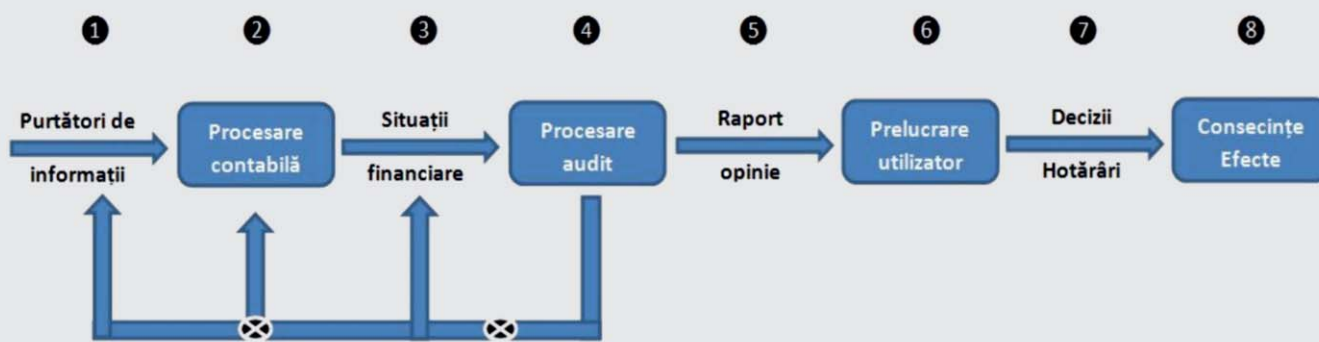 1 2 3 4 5 6 7 8
Purtători de
informații
Procesare
contabilă
Situații
financiare
Procesare
audit
Raport
opinie
Prelucrare
utilizator
Decizii
Hotărâri
Consecințe
Efecte